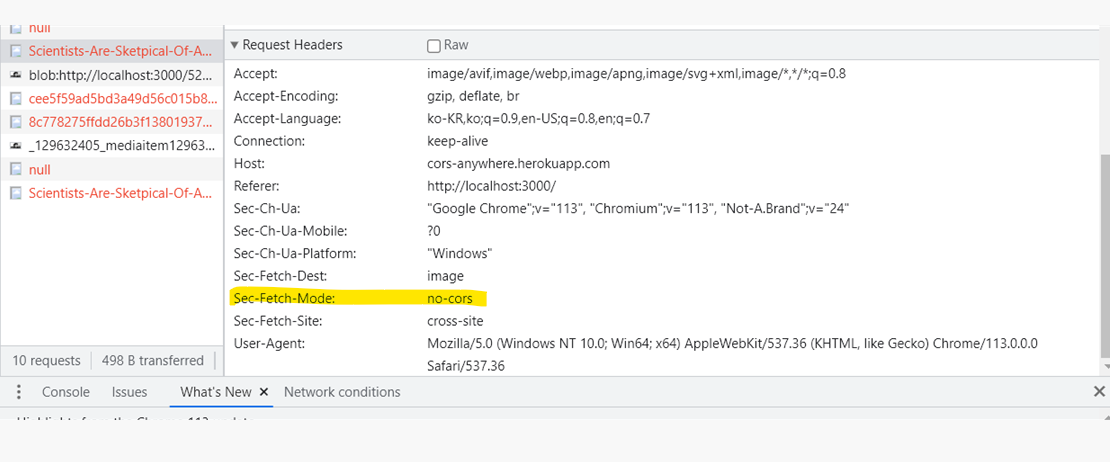 null
Scientists-Are-Sketpical-Of-A...
blob:http://localhost:3000/52...
cee5f59ad5bd3a49d56c015b8...
8c778275ffdd26b3f13801937...
_129632405_mediaitem12963...
null
Scientists-Are-Sketpical-Of-A...
10 requests 498 B transferred
▼ Request Headers Raw
Accept: image/avif,image/webp,image/apng,image/svg+xml,image/*,*/*;q=0.8
Accept-Encoding: gzip, deflate, br
Accept-Language: ko-KR,ko;q=0.9,en-US;q=0.8,en;q=0.7
Connection: keep-alive
Host: cors-anywhere.herokuapp.com
Referer: http://localhost:3000/
Sec-Ch-Ua: "Google Chrome";v="113", "Chromium";v="113", "Not-A.Brand";v="24"
Sec-Ch-Ua-Mobile: ?0
Sec-Ch-Ua-Platform: "Windows"
Sec-Fetch-Dest: image
Sec-Fetch-Mode: no-cors
Sec-Fetch-Site: cross-site
User-Agent: Mozilla/5.0 (Windows NT 10.0; Win64; x64) AppleWebKit/537.36 (KHTML, like Gecko) Chrome/113.0.0.0
Safari/537.36
Console Issues What's New Network conditions
Highlights from the Chrome 113 update